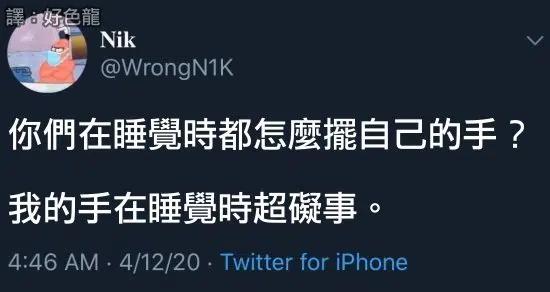 譯：好色龍
Nik
@WrongN1K
你們在睡覺時都怎麼擺自己的手？
我的手在睡覺時超礙事。
4:46 AM · 4/12/20 · Twitter for iPhone